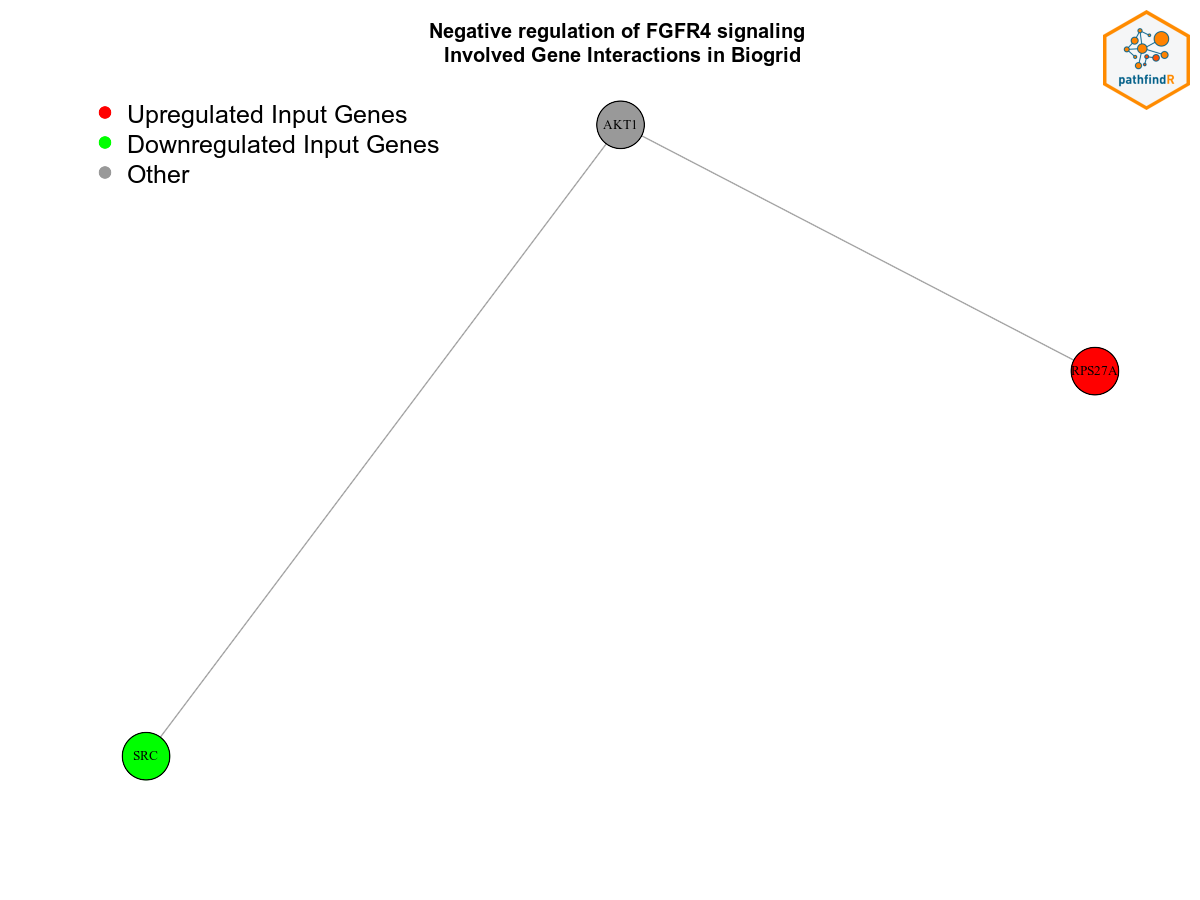 Negative regulation of FGFR4 signaling
Involved Gene Interactions in Biogrid
pathfindR
Upregulated Input Genes
Downregulated Input Genes
Other
AKT1
RPS27A
SRC